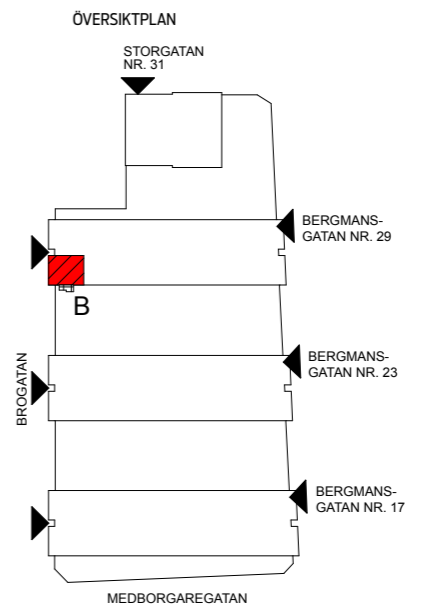 ÖVERSIKTPLAN
STORGATAN
NR. 31
BERGMANS-
GATAN NR. 29
B
BROGATAN
BERGMANS-
GATAN NR. 23
BERGMANS-
GATAN NR. 17
MEDBORGAREGATAN